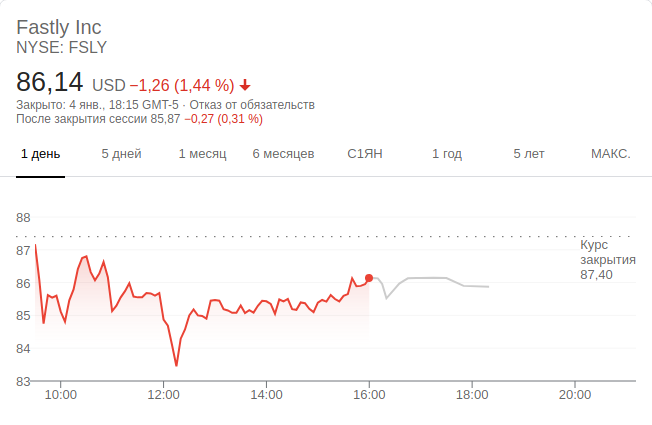 Fastly Inc
NYSE: FSLY
86,14 USD −1,26 (1,44 %)
Закрыто: 4 янв., 18:15 GMT-5 · Отказ от обязательств
После закрытия сессии 85,87 −0,27 (0,31 %)
1 день 5 дней 1 месяц 6 месяцев С1ЯН 1 год 5 лет МАКС.
88
87
86
85
84
83
Курс
закрытия
87,40
10:00 12:00 14:00 16:00 18:00 20:00